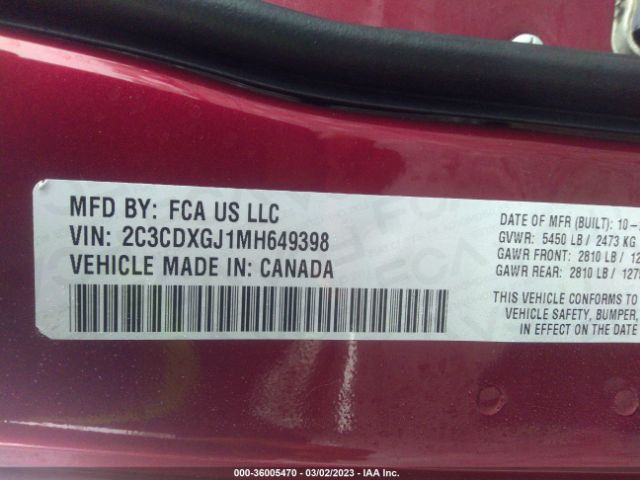 MFD BY: FCA US LLC
VIN: 2C3CDXGJ1MH649398
VEHICLE MADE IN: CANADA
DATE OF MFR (BUILT): 10-
GVWR: 5450 LB / 2473 KG
GAWR FRONT: 2810 LB / 12
GAWR REAR: 2810 LB / 1275
THIS VEHICLE CONFORMS TO
VEHICLE SAFETY, BUMPER,
IN EFFECT ON THE DATE
000-36005470 - 03/02/2023 - IAA Inc.